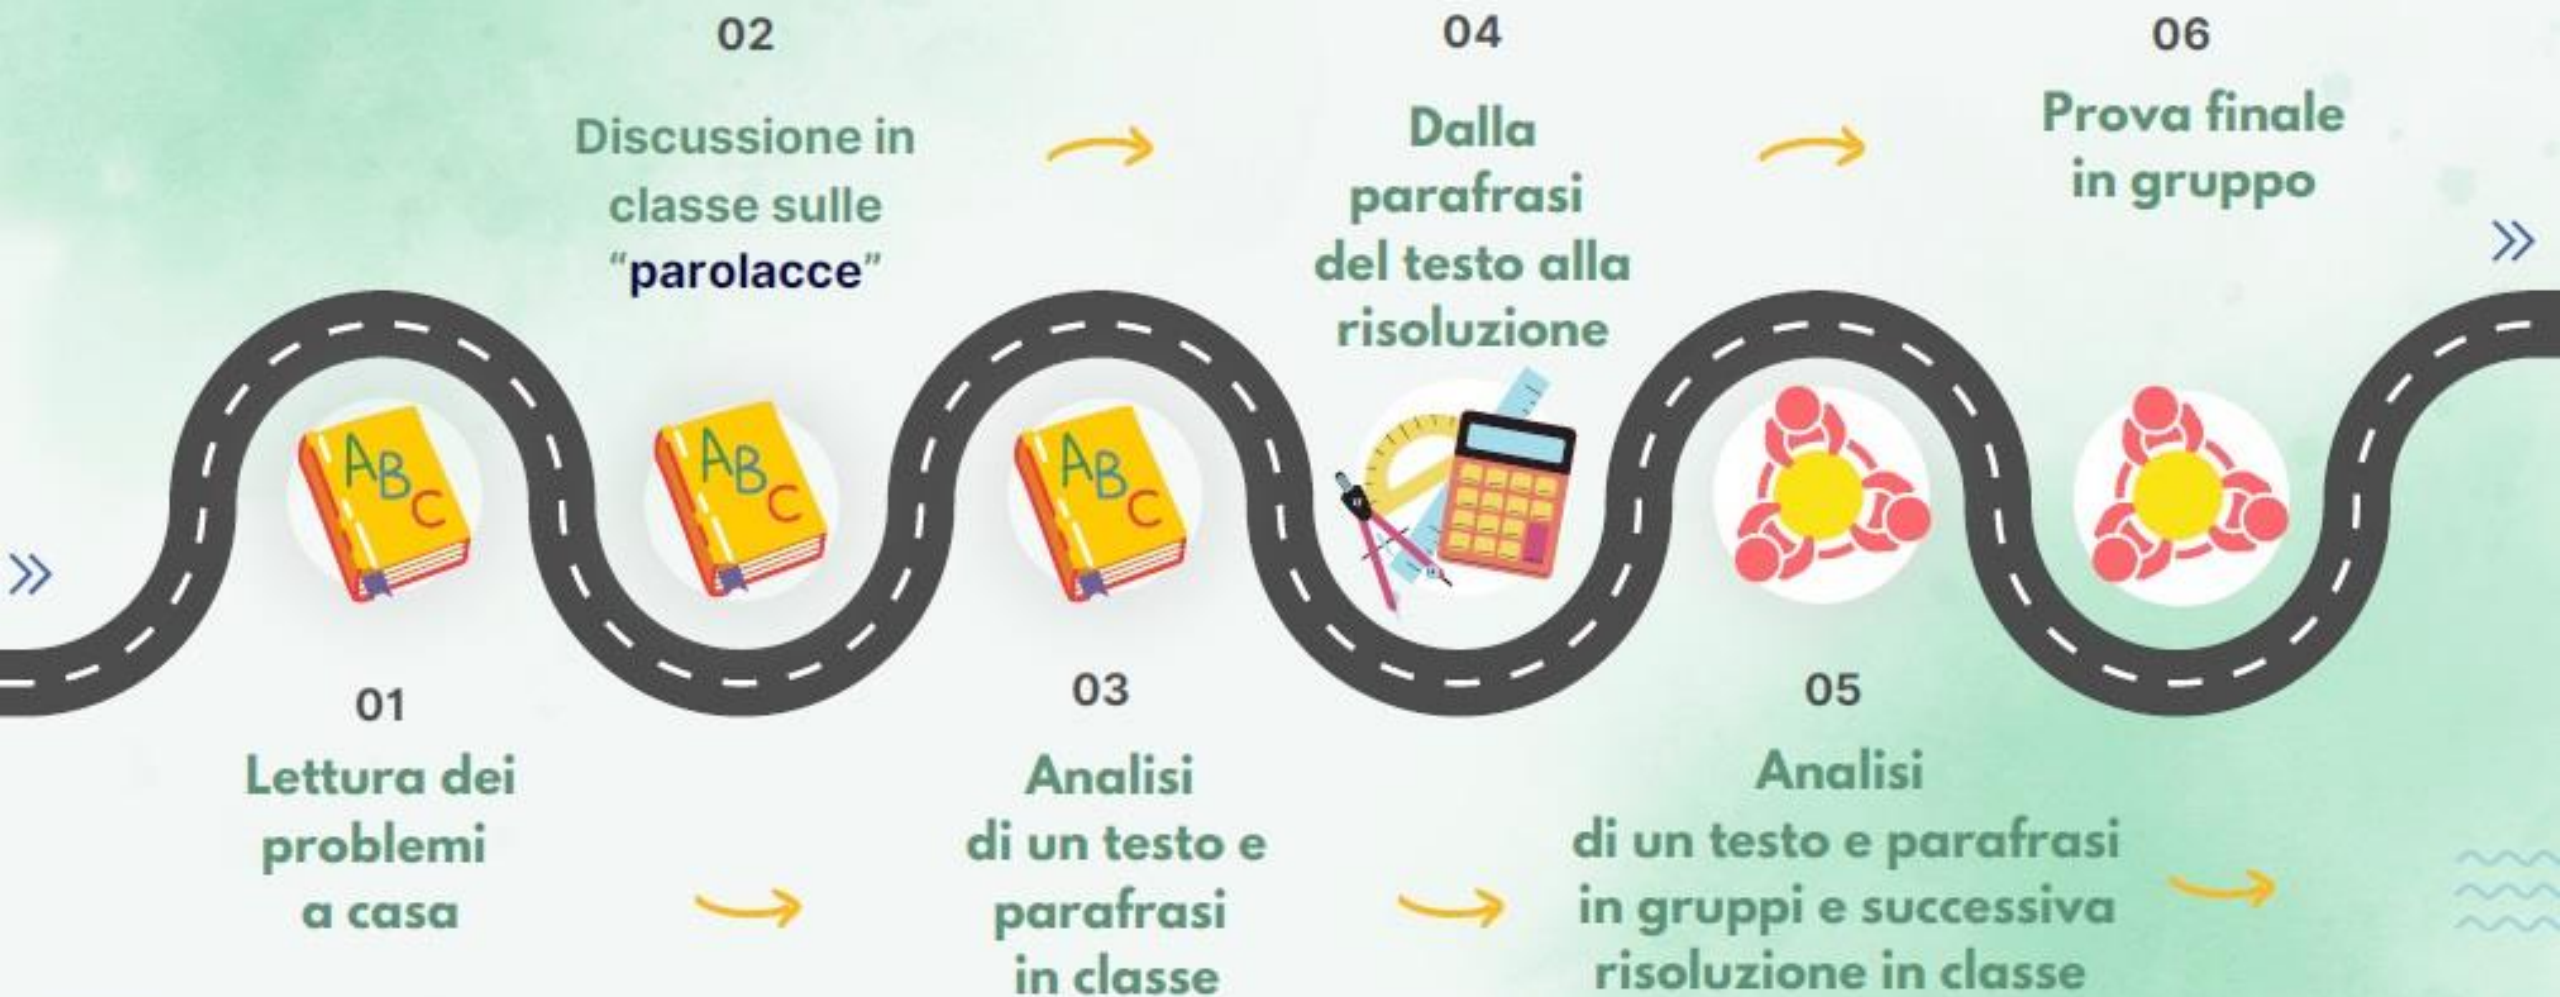 01
Lettura dei
problemi
a casa
02
Discussione in
classe sulle
“parolacce”
03
Analisi
di un testo e
parafrasi
in classe
04
Dalla
parafrasi
del testo alla
risoluzione
05
Analisi
di un testo e parafrasi
in gruppi e successiva
risoluzione in classe
06
Prova finale
in gruppo
A
B
C
A
B
C
A
B
C